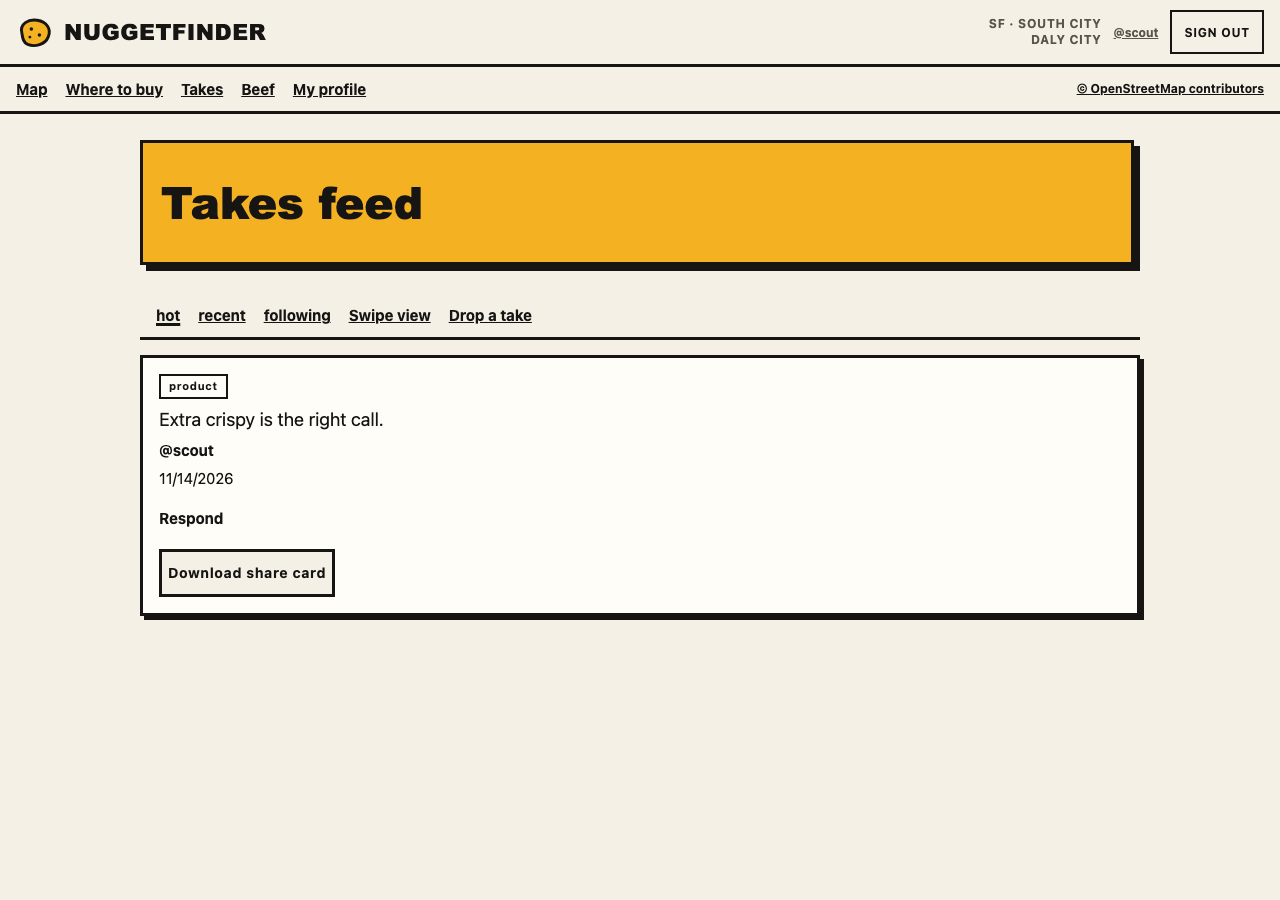 NUGGETFINDER
SF · SOUTH CITY
DALY CITY
@scout
SIGN OUT
Map Where to buy Takes Beef My profile
© OpenStreetMap contributors
Takes feed
hot recent following Swipe view Drop a take
product
Extra crispy is the right call.
@scout
11/14/2026
Respond
Download share card